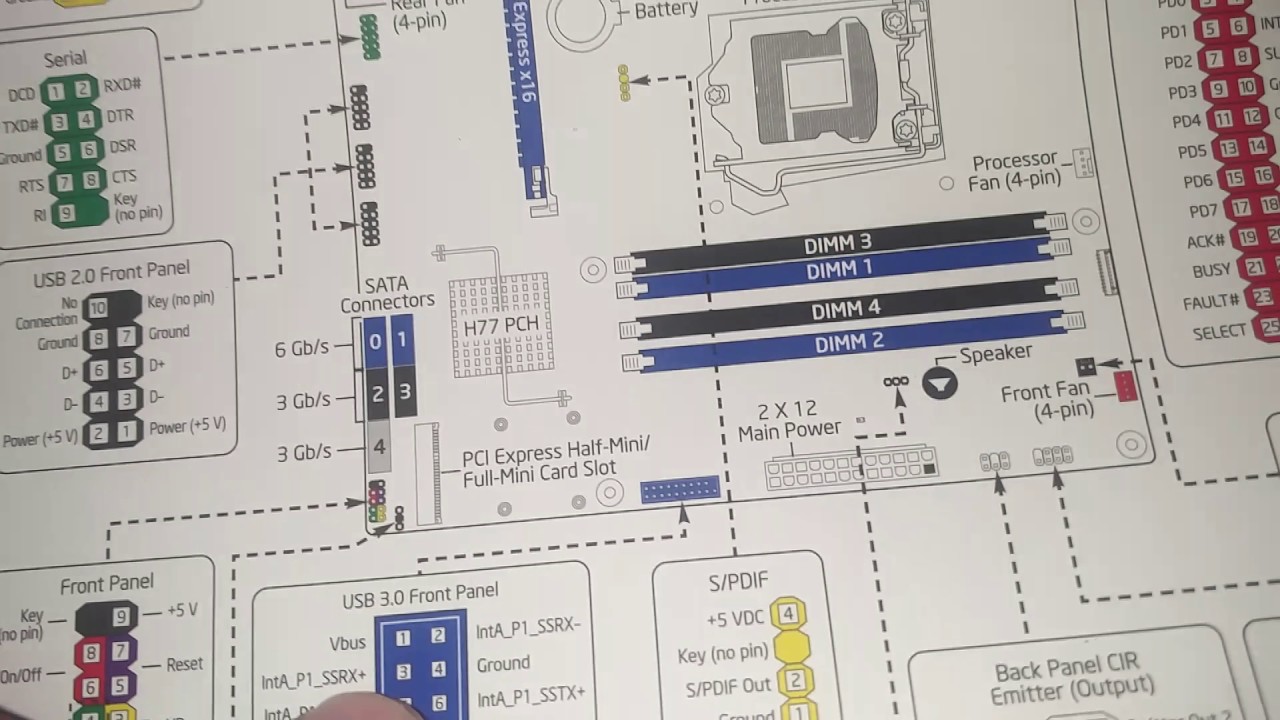 Rear Fan
(4-pin)
Express x16
Battery
Serial
DCD 1 2 RXD#
TXD# 3 4 DTR
Ground 5 6 DSR
RTS 7 8 CTS
RI 9 Key
(no pin)
USB 2.0 Front Panel
No
Connection 10 Key (no pin)
Ground 8 7 Ground
D+ 6 5 D+
D- 4 3 D-
Power (+5 V) 2 1 Power (+5 V)
SATA
Connectors
6 Gb/s 0 1
3 Gb/s 2 3
3 Gb/s 4
H77 PCH
PCI Express Half-Mini/
Full-Mini Card Slot
Processor
Fan (4-pin)
DIMM 3
DIMM 1
DIMM 4
DIMM 2
Speaker
2 X 12
Main Power
Front Fan
(4-pin)
PD1 5 6
PD2 7 8
PD3 9 10
PD4 11 12
PD5 13 14
PD6 15 16
PD7 17 18
ACK# 19
BUSY 21
FAULT# 23
SELECT 25
Front Panel
Key
(no pin) 9 +5 V
On/Off 8 7 Reset
6 5
USB 3.0 Front Panel
Vbus 1 2 IntA_P1_SSRX-
IntA_P1_SSRX+ 3 4 Ground
6 IntA_P1_SSTX+
S/PDIF
+5 VDC 4
Key (no pin)
S/PDIF Out 2
Ground 1
Back Panel CIR
Emitter (Output)